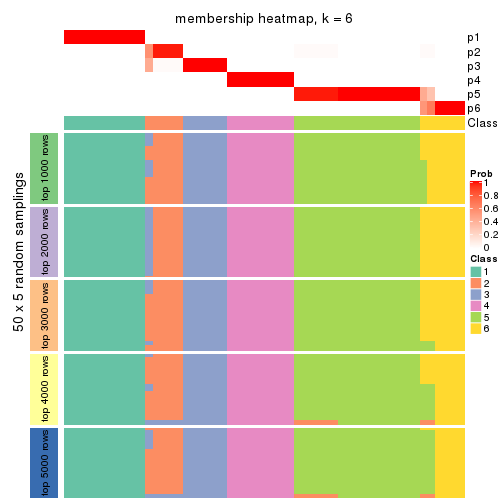 membership heatmap, k = 6
p1
p2
p3
p4
p5
p6
Class
50 x 5 random samplings
top 1000 rows
top 2000 rows
top 3000 rows
top 4000 rows
top 5000 rows
Prob
1
0.8
0.6
0.4
0.2
0
Class
1
2
3
4
5
6